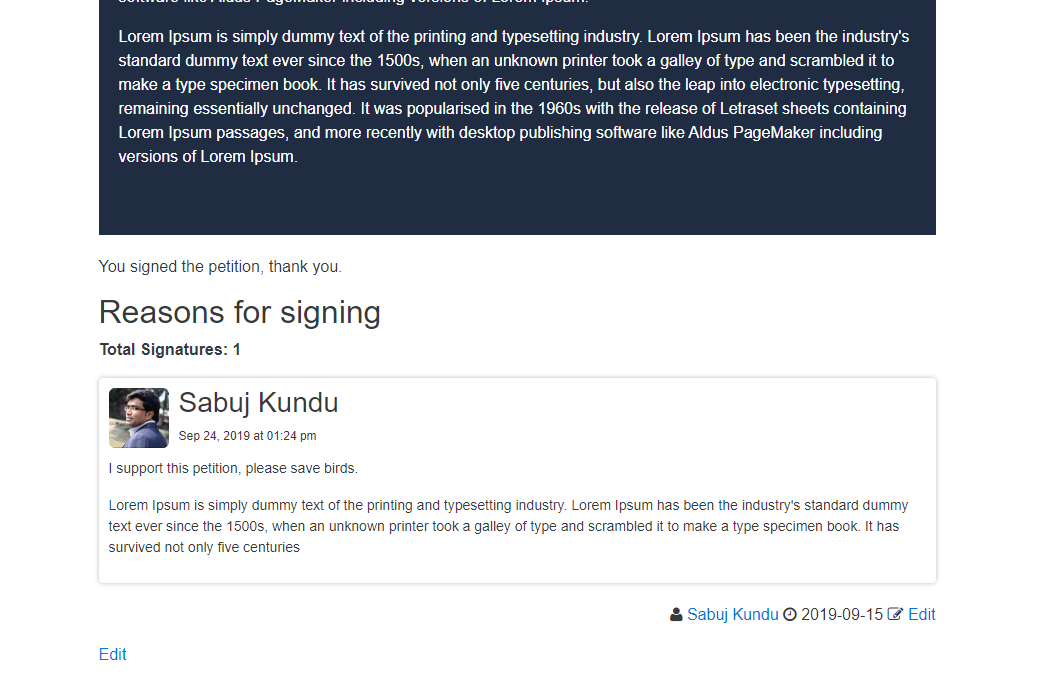 software like Aldus PageMaker including versions of Lorem Ipsum.
Lorem Ipsum is simply dummy text of the printing and typesetting industry. Lorem Ipsum has been the industry's
standard dummy text ever since the 1500s, when an unknown printer took a galley of type and scrambled it to
make a type specimen book. It has survived not only five centuries, but also the leap into electronic typesetting,
remaining essentially unchanged. It was popularised in the 1960s with the release of Letraset sheets containing
Lorem Ipsum passages, and more recently with desktop publishing software like Aldus PageMaker including
versions of Lorem Ipsum.
You signed the petition, thank you.
Reasons for signing
Total Signatures: 1
Sabuj Kundu
Sep 24, 2019 at 01:24 pm
I support this petition, please save birds.
Lorem Ipsum is simply dummy text of the printing and typesetting industry. Lorem Ipsum has been the industry's standard dummy
text ever since the 1500s, when an unknown printer took a galley of type and scrambled it to make a type specimen book. It has
survived not only five centuries
Sabuj Kundu 2019-09-15 Edit
Edit